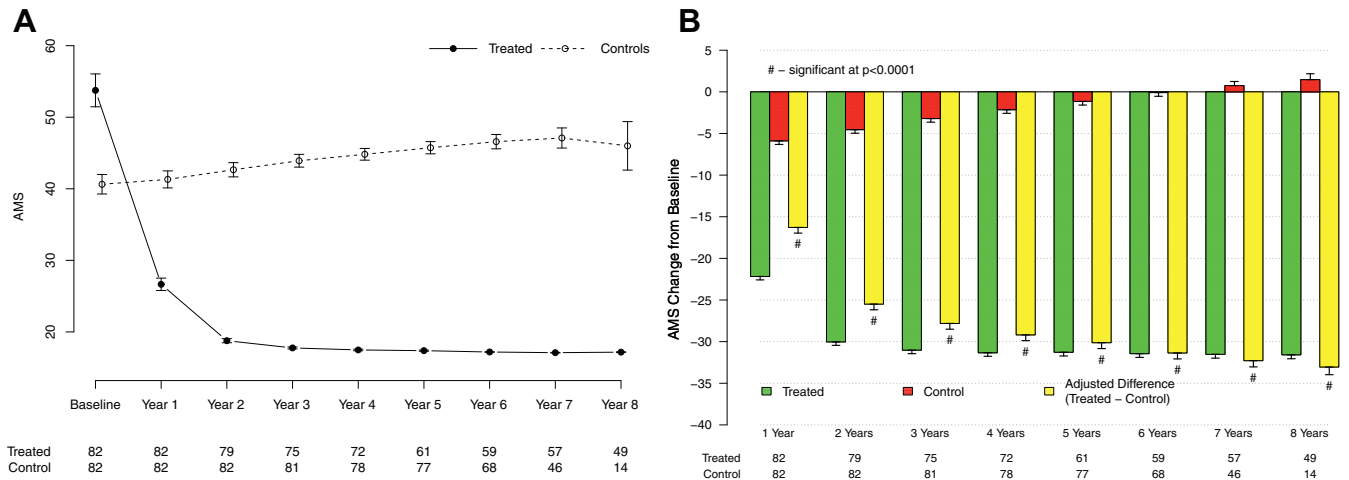 A
Treated Controls
60
50
40
30
20
AMS
Baseline Year 1 Year 2 Year 3 Year 4 Year 5 Year 6 Year 7 Year 8
Treated 82 82 79 75 72 61 59 57 49
Control 82 82 82 81 78 77 68 46 14
B
# – significant at p<0.0001
5
0
−5
−10
−15
−20
−25
−30
−35
−40
AMS Change from Baseline
#
#
#
#
#
#
#
#
Treated Control Adjusted Difference
(Treated – Control)
1 Year 2 Years 3 Years 4 Years 5 Years 6 Years 7 Years 8 Years
Treated 82 79 75 72 61 59 57 49
Control 82 82 81 78 77 68 46 14